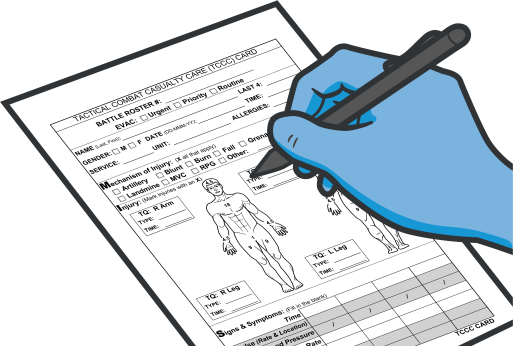 TACTICAL COMBAT CASUALTY CARE (TCCC) CARD
BATTLE ROSTER #:
EVAC: Urgent Priority Routine
NAME (Last, First): LAST 4:
GENDER: M F DATE (DD-MMM-YY): TIME:
SERVICE: UNIT: ALLERGIES:
Mechanism of Injury: (X all that apply)
Artillery Blunt Burn Fall Gren
Landmine MVC RPG Other:
Injury: (Mark injuries with an X)
TQ: R Arm
TYPE:
TIME:
TIME:
TQ: R Leg
TYPE:
TIME:
TQ: L Leg
TYPE:
TIME:
Signs & Symptoms: (Fill in the blank)
Time
(Rate & Location)
Pressure
Rate
TCCC CARD